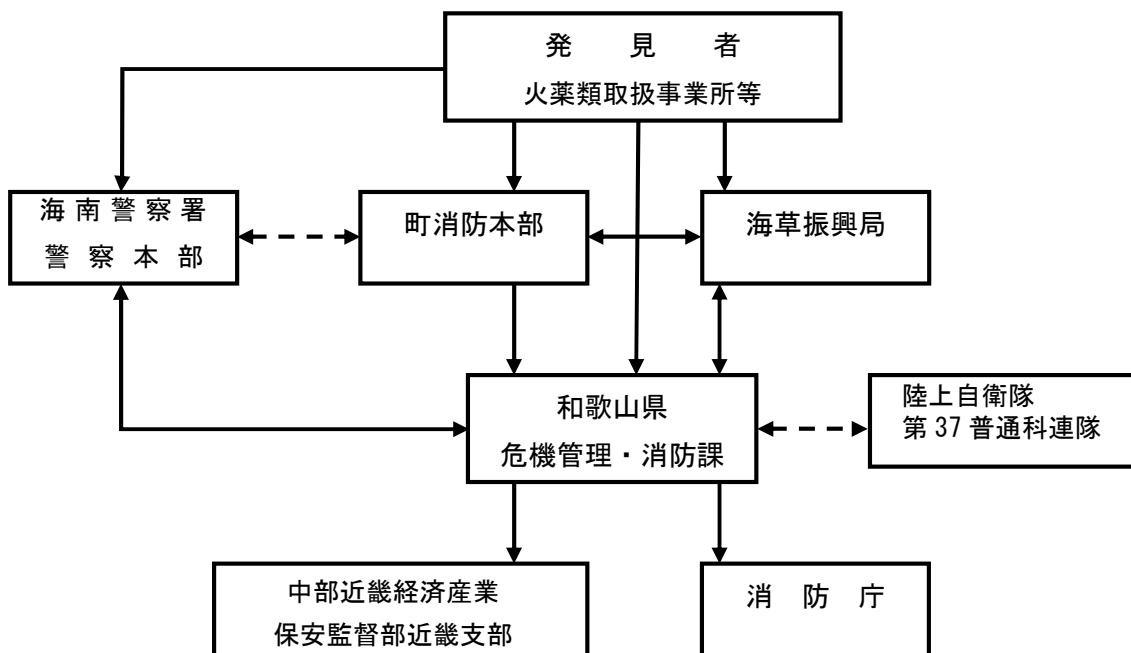 発見者
火薬類取扱事業所等
海南警察署
警察本部
町消防本部
海草振興局
和歌山県
危機管理・消防課
陸上自衛隊
第37普通科連隊
中部近畿経済産業
保安監督部近畿支部
消防庁